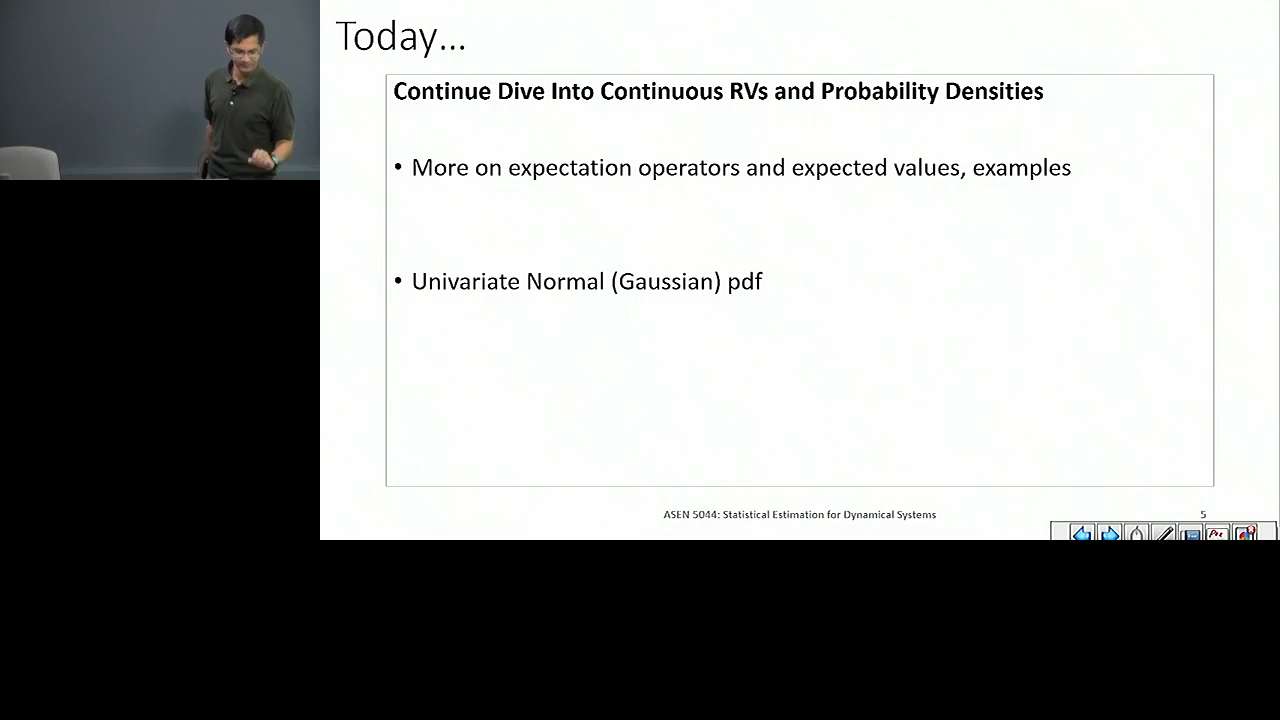 Today...
Continue Dive Into Continuous RVs and Probability Densities
• More on expectation operators and expected values, examples
• Univariate Normal (Gaussian) pdf
ASEN 5044: Statistical Estimation for Dynamical Systems
5